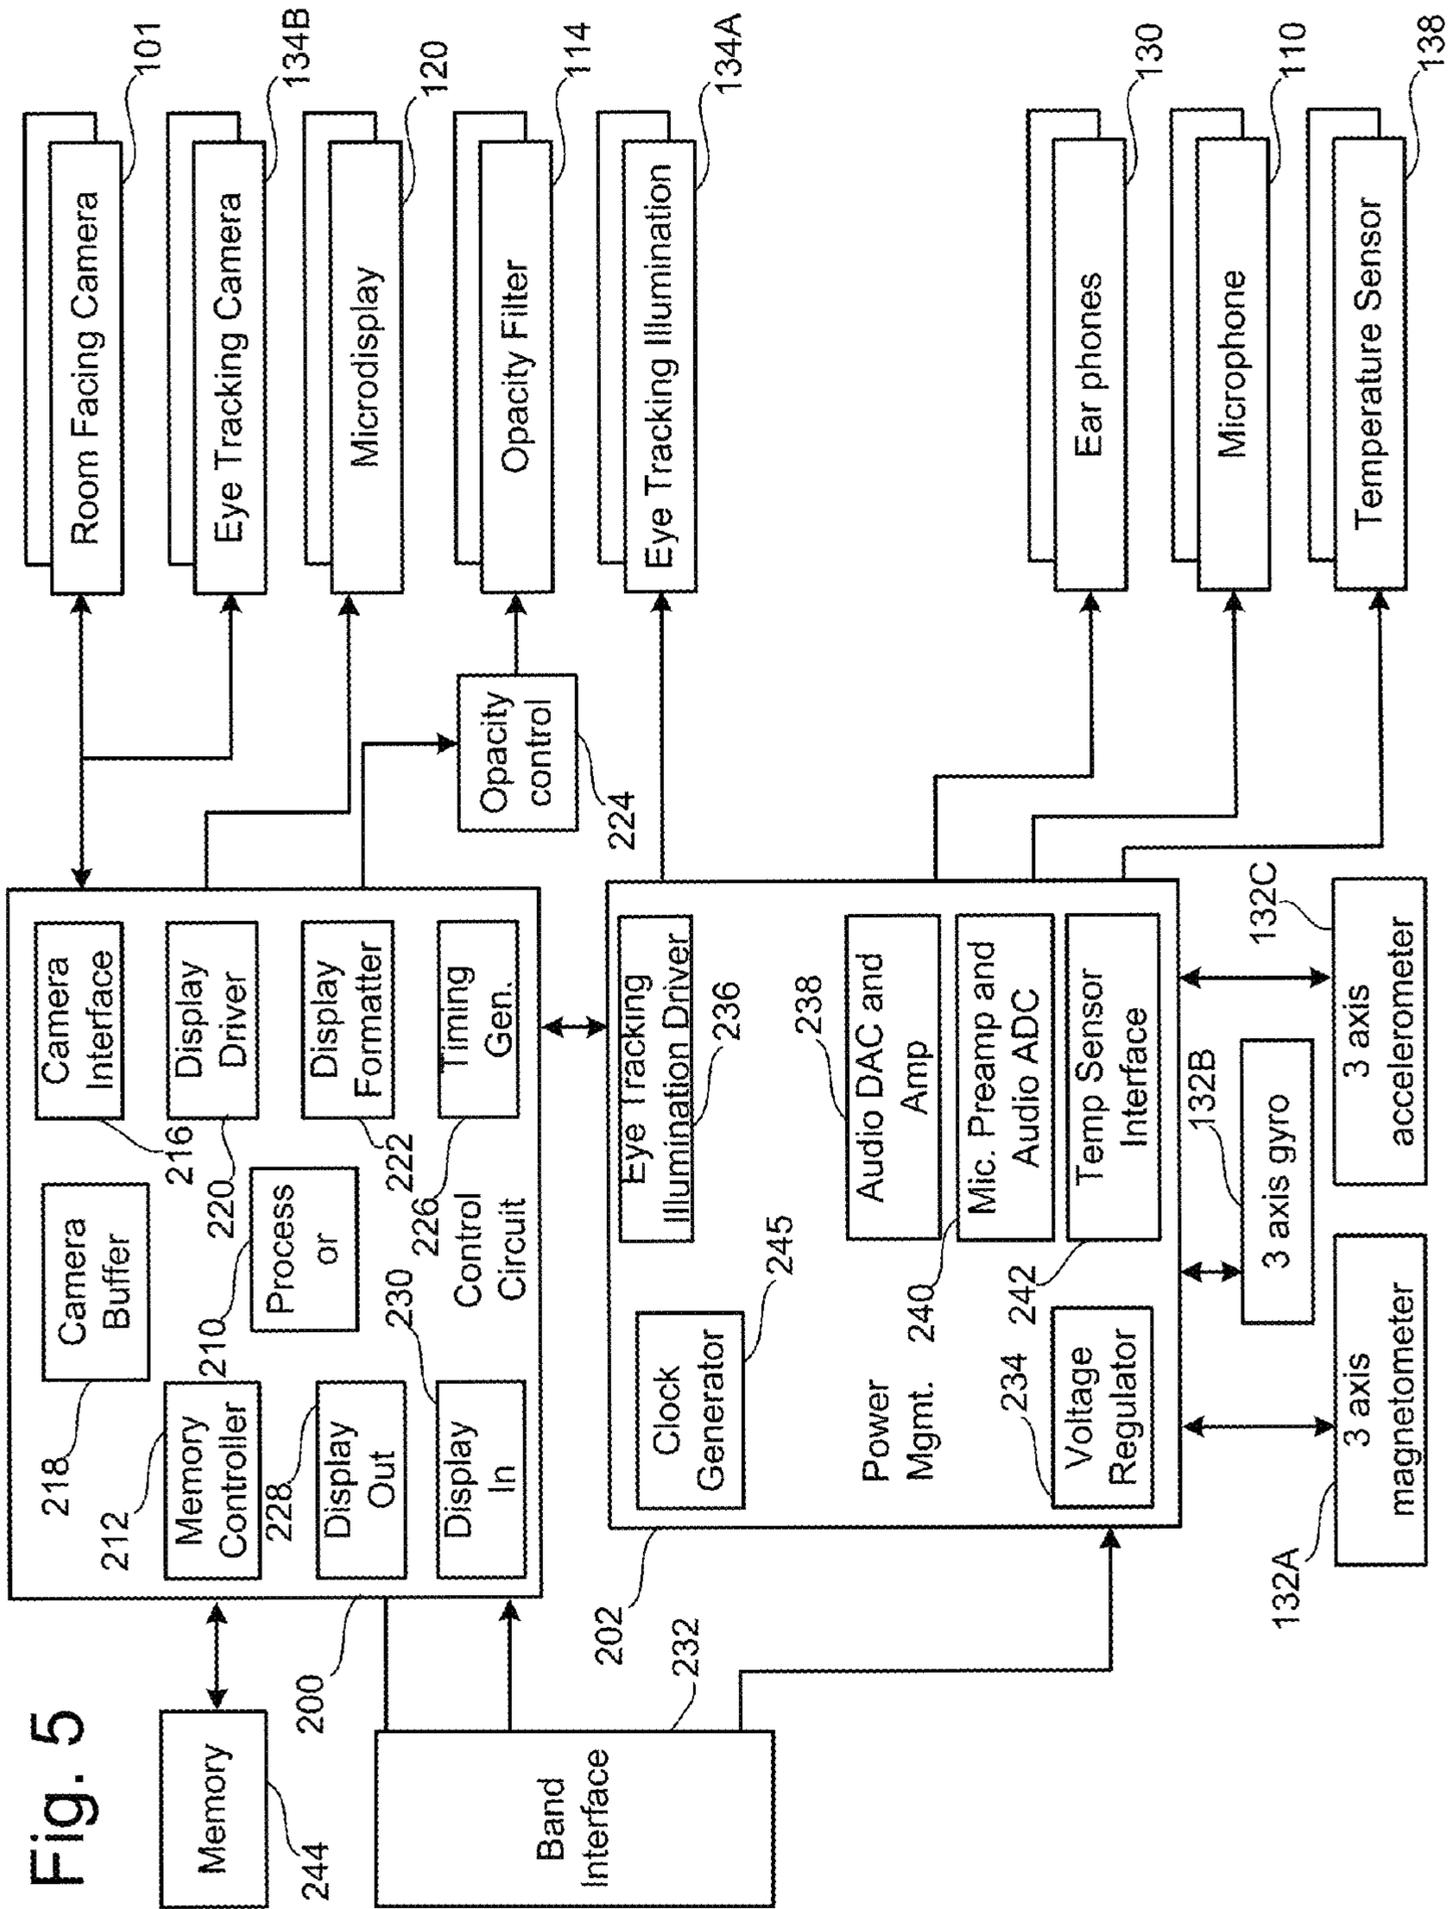 Fig. 5
Memory
244
Band
Interface
232
200
212
Memory
Controller
218
Camera
Buffer
228
Display
Out
230
Display
In
210
Process
or
Control
Circuit
216
Camera
Interface
220
Display
Driver
222
Display
Formatter
226
Timing
Gen.
Opacity
control
224
Room Facing Camera
101
Eye Tracking Camera
134B
Microdisplay
120
Opacity Filter
114
Eye Tracking Illumination
134A
202
Clock
Generator
245
Power
Mgmt.
234
Voltage
Regulator
Eye Tracking
Illumination Driver
236
238
Audio DAC and
Amp
240
Mic. Preamp and
Audio ADC
242
Temp Sensor
Interface
Ear phones
130
Microphone
110
Temperature Sensor
138
132A
3 axis
magnetometer
132B
3 axis gyro
132C
3 axis
accelerometer